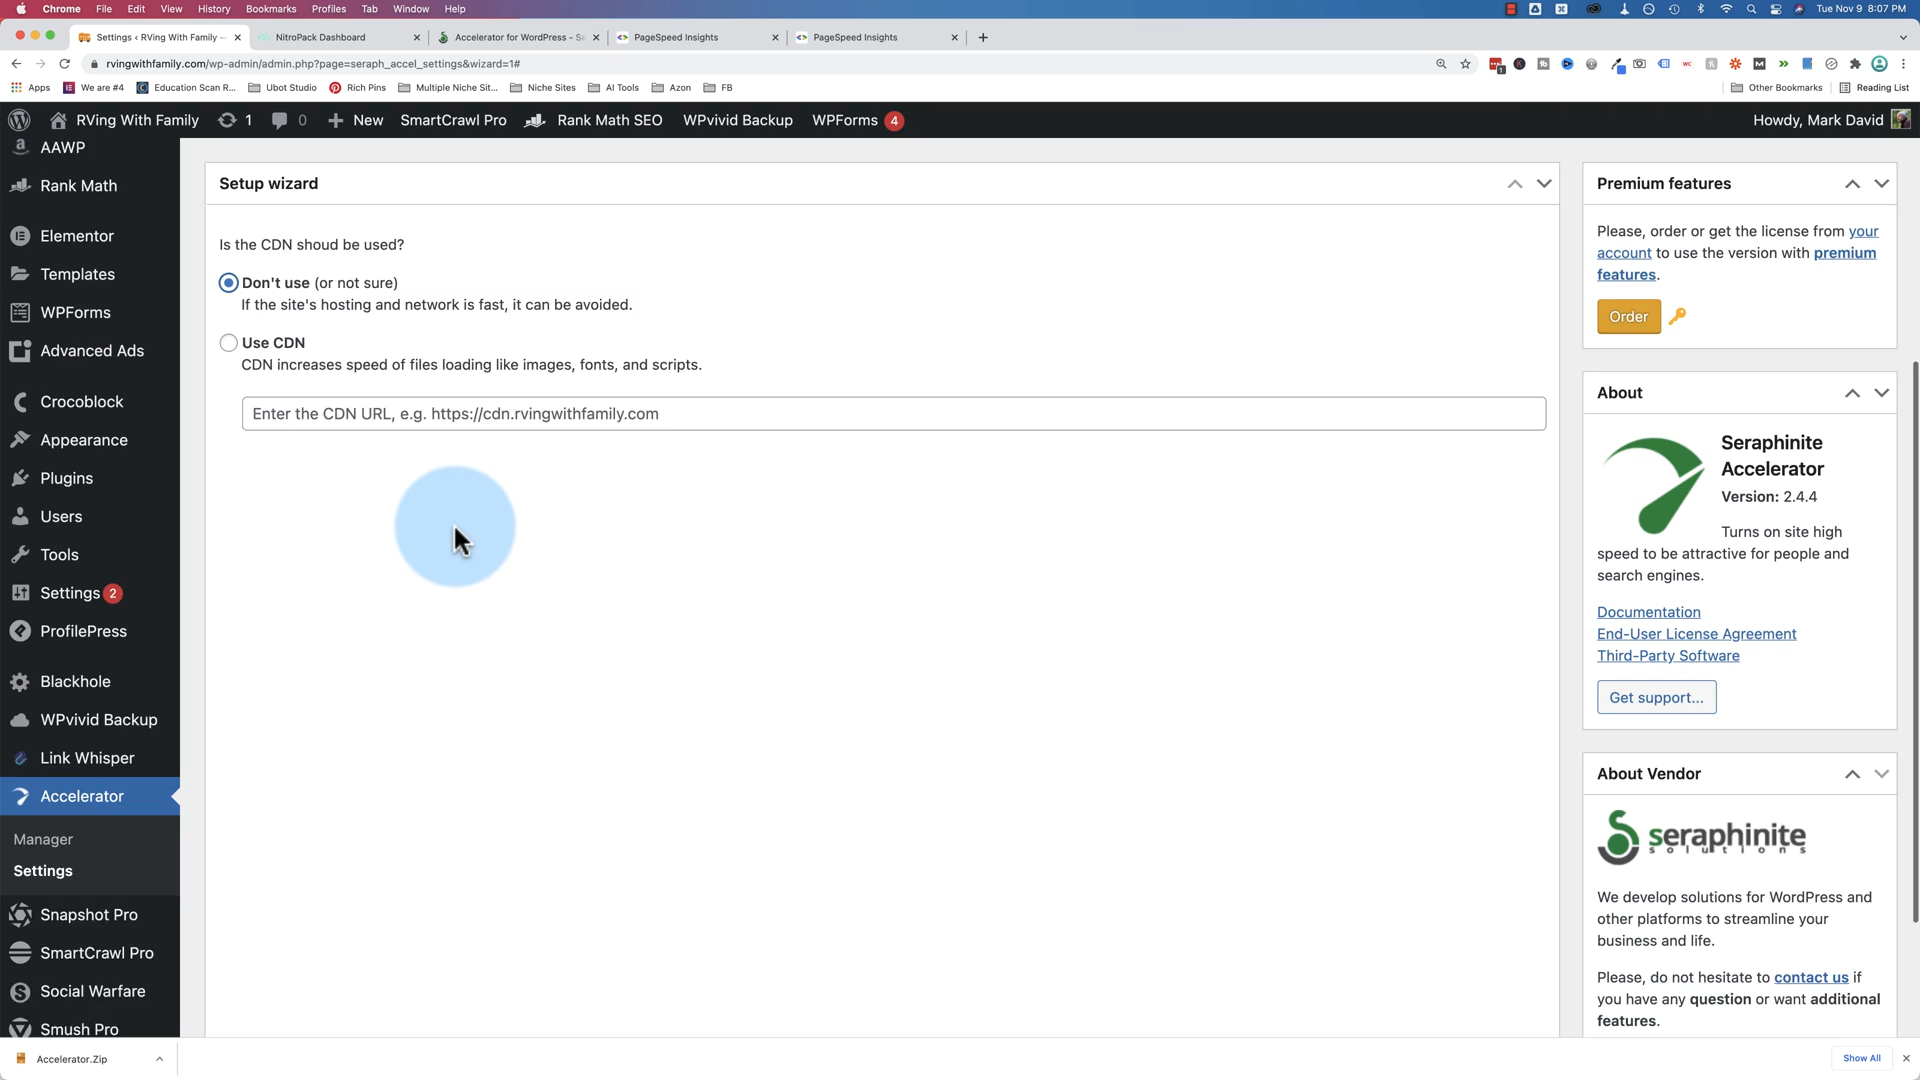 Chrome File Edit View History Bookmarks Profiles Tab Window Help
Tue Nov 9 8:07 PM
Settings ‹ RVing With Family —
NitroPack Dashboard
Accelerator for WordPress - Se
PageSpeed Insights
PageSpeed Insights
rvingwithfamily.com/wp-admin/admin.php?page=seraph_accel_settings&wizard=1#
Apps
We are #4
Education Scan R...
Ubot Studio
Rich Pins
Multiple Niche Sit...
Niche Sites
AI Tools
Azon
FB
Other Bookmarks
Reading List
RVing With Family
1
0
New
SmartCrawl Pro
Rank Math SEO
WPvivid Backup
WPForms 4
Howdy, Mark David
AAWP
Rank Math
Elementor
Templates
WPForms
Advanced Ads
Crocoblock
Appearance
Plugins
Users
Tools
Settings 2
ProfilePress
Blackhole
WPvivid Backup
Link Whisper
Accelerator
Manager
Settings
Snapshot Pro
SmartCrawl Pro
Social Warfare
Smush Pro
Setup wizard
Is the CDN shoud be used?
Don't use (or not sure)
If the site's hosting and network is fast, it can be avoided.
Use CDN
CDN increases speed of files loading like images, fonts, and scripts.
Enter the CDN URL, e.g. https://cdn.rvingwithfamily.com
Premium features
Please, order or get the license from your
account to use the version with premium
features.
Order
About
Seraphinite
Accelerator
Version: 2.4.4
Turns on site high
speed to be attractive for people and
search engines.
Documentation
End-User License Agreement
Third-Party Software
Get support...
About Vendor
seraphinite
solutions
We develop solutions for WordPress and
other platforms to streamline your
business and life.
Please, do not hesitate to contact us if
you have any question or want additional
features.
Accelerator.Zip
Show All